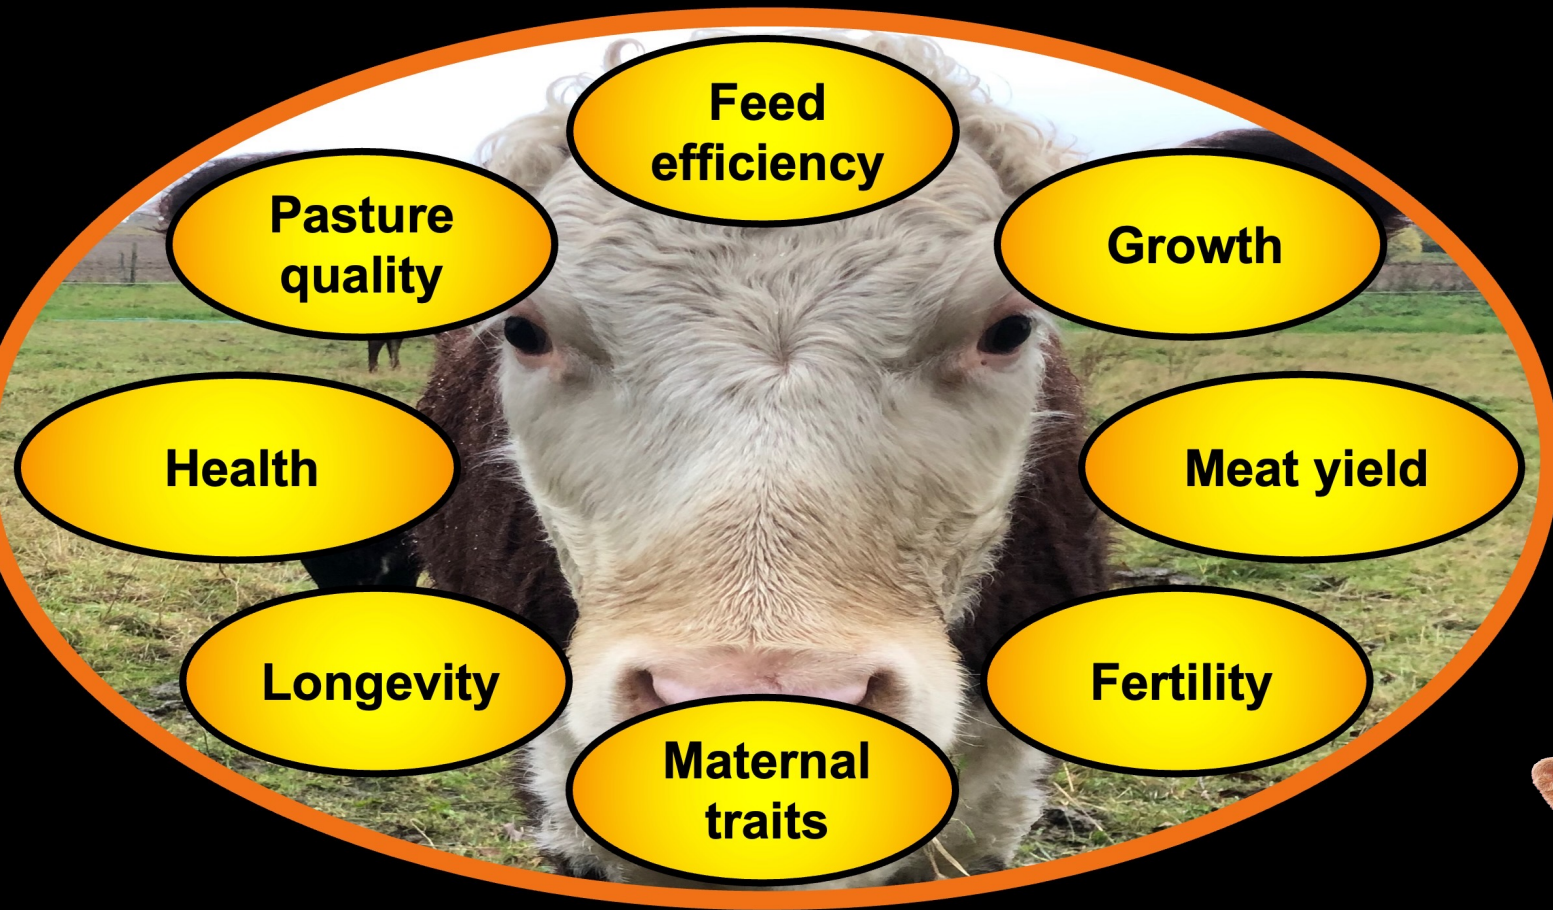 Feed
efficiency
Pasture
quality
Growth
Health
Meat yield
Longevity
Fertility
Maternal
traits